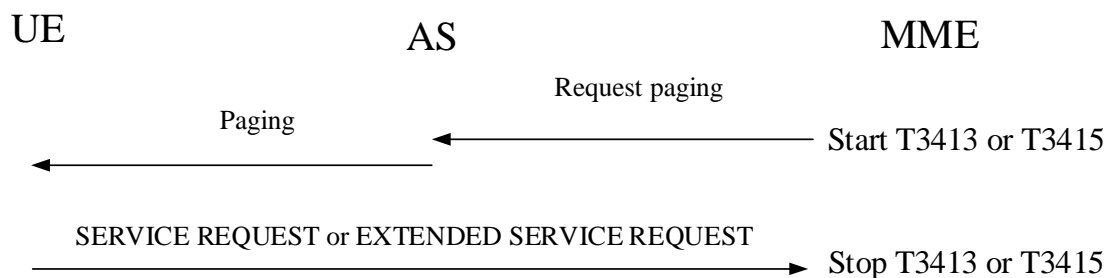 UE AS MME
Request paging
Paging
Start T3413 or T3415
SERVICE REQUEST or EXTENDED SERVICE REQUEST
Stop T3413 or T3415